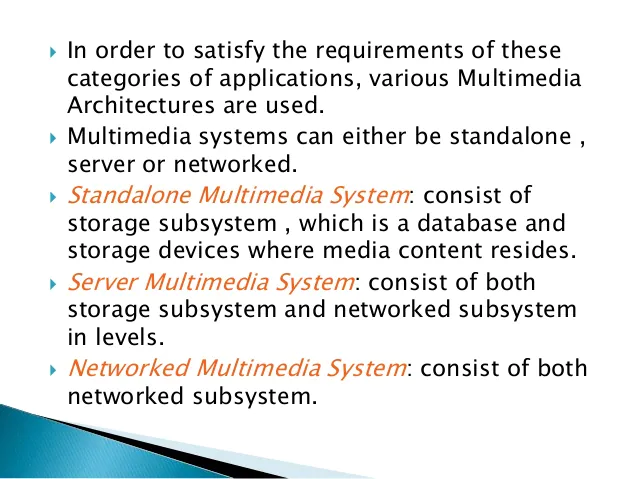 In order to satisfy the requirements of these
categories of applications, various Multimedia
Architectures are used.
Multimedia systems can either be standalone ,
server or networked.
Standalone Multimedia System: consist of
storage subsystem , which is a database and
storage devices where media content resides.
Server Multimedia System: consist of both
storage subsystem and networked subsystem
in levels.
Networked Multimedia System: consist of both
networked subsystem.